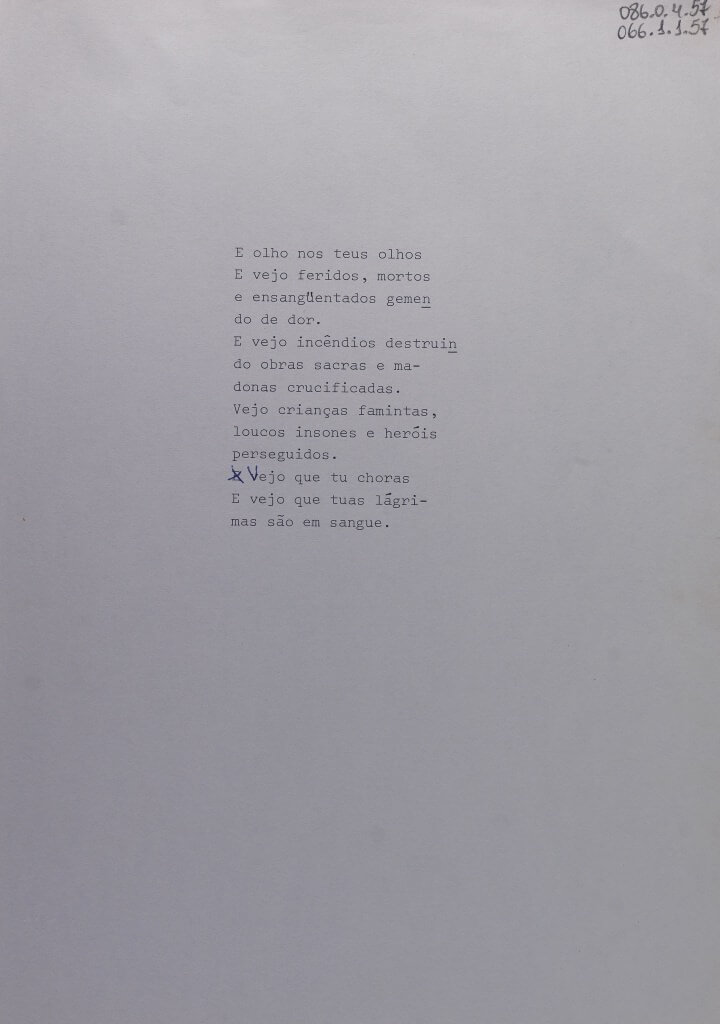 086.0.4.57
066.1.1.57
E olho nos teus olhos
E vejo feridos, mortos
e ensangüentados gemen
do de dor.
E vejo incêndios destruin
do obras sacras e ma-
donas crucificadas.
Vejo crianças famintas,
loucos insones e heróis
perseguidos.
Vejo que tu choras
E vejo que tuas lágri-
mas são em sangue.